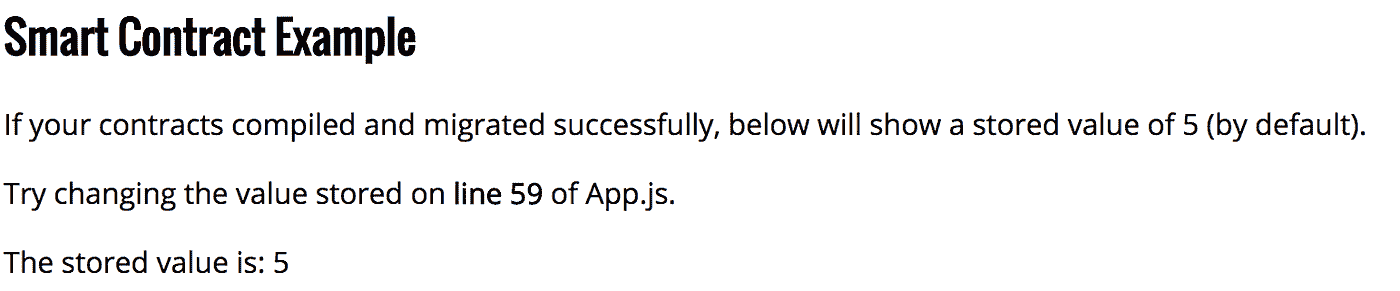 Smart Contract Example
If your contracts compiled and migrated successfully, below will show a stored value of 5 (by default).
Try changing the value stored on line 59 of App.js.
The stored value is: 5